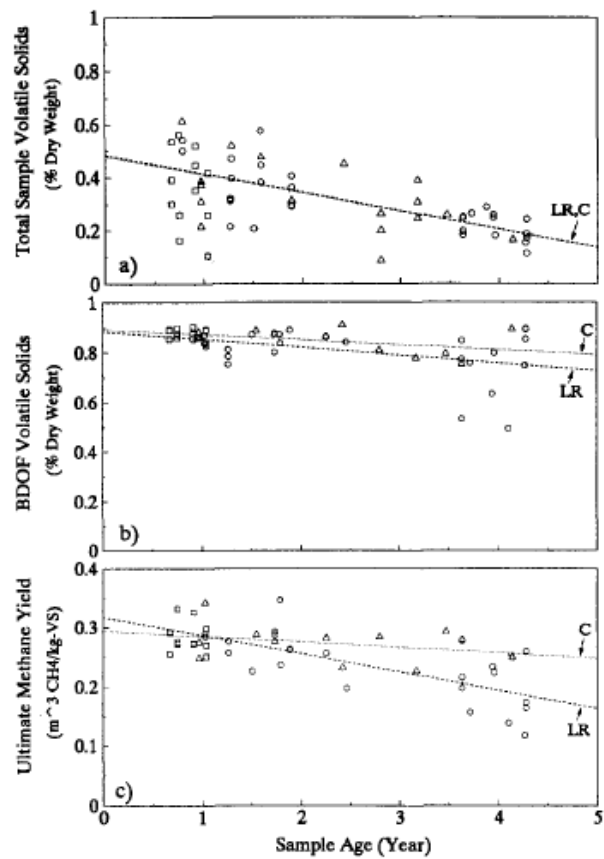 Total Sample Volatile Solids
(% Dry Weight)
1
0.8
0.6
0.4
0.2
0
LR,C
a)
BDOF Volatile Solids
(% Dry Weight)
1
0.8
0.6
0.4
0.2
0
C
LR
b)
Ultimate Methane Yield
(m^3 CH4/kg-VS)
0.4
0.3
0.2
0.1
0
C
LR
c)
0 1 2 3 4 5
Sample Age (Year)